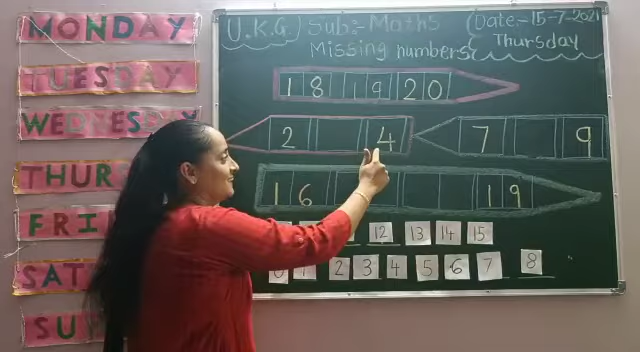 MONDAY
TUESDAY
WEDNESD
THUR
FRI
SAT
SU
U.K.G.) Sub:- Maths (Date:- 15-7-2021
Missing numbers Thursday
18 19 20
2 4 7 9
16 19
12 13 14 15
2 3 4 5 6 7 8